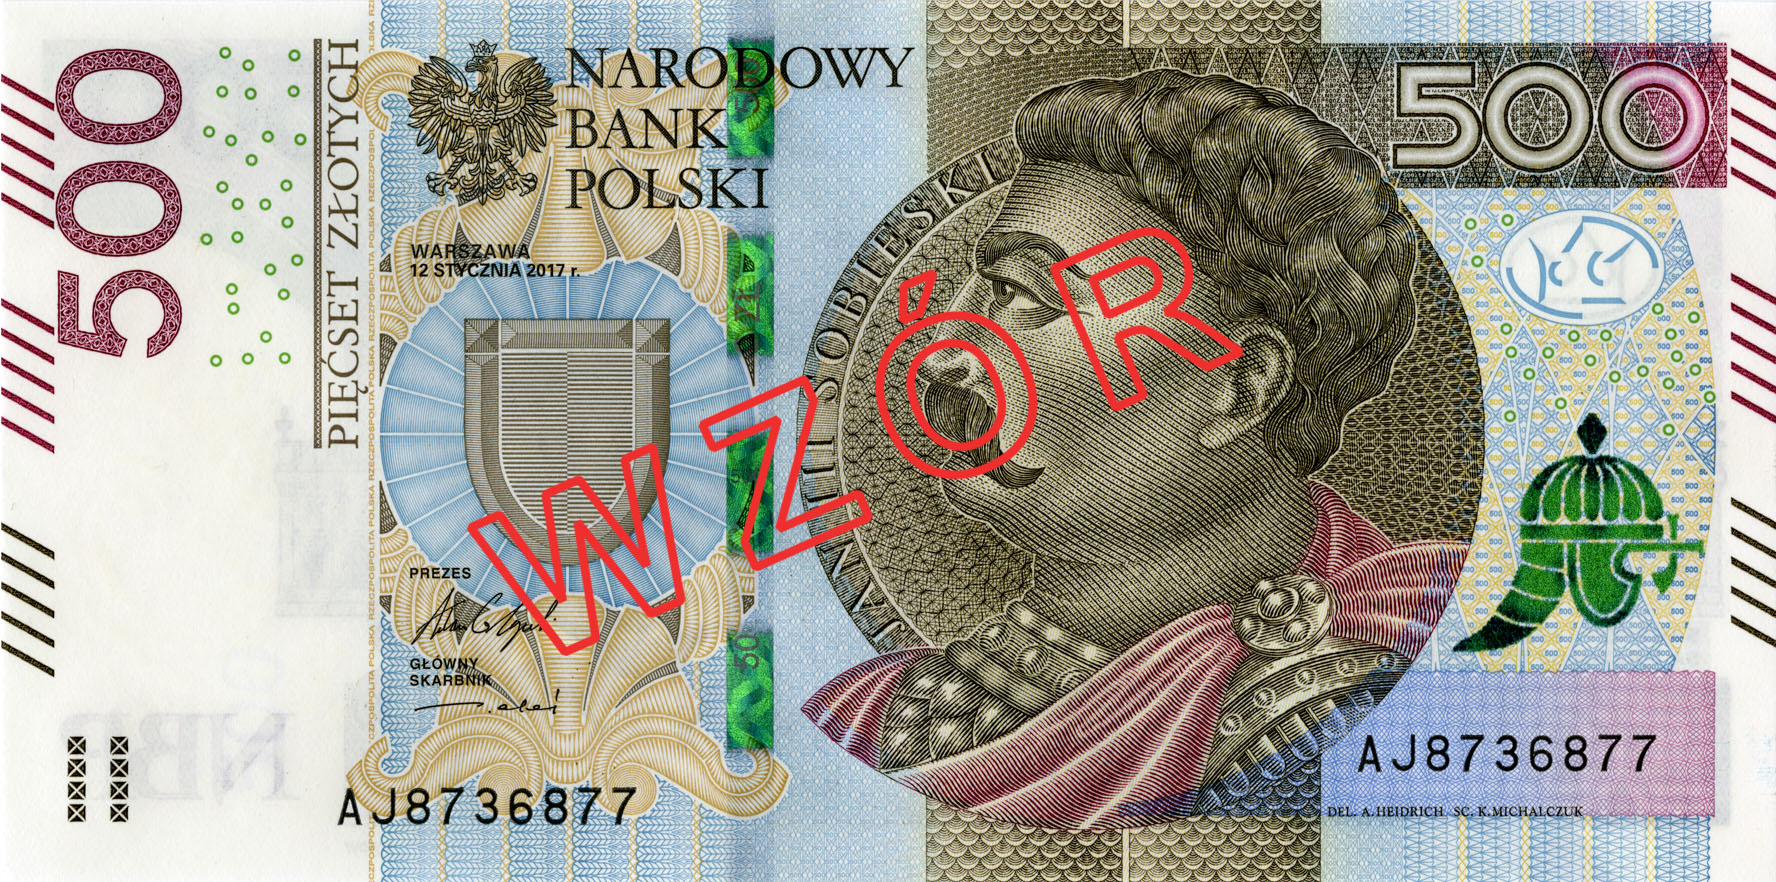 500
PIĘĆSET ZŁOTYCH
NARODOWY
BANK
POLSKI
WARSZAWA
12 STYCZNIA 2017 r.
PREZES
GŁÓWNY
SKARBNIK
AJ8736877
JAN III SOBIESKI
WZÓR
500
AJ8736877
DEL. A. HEIDRICH SC. K. MICHALCZUK